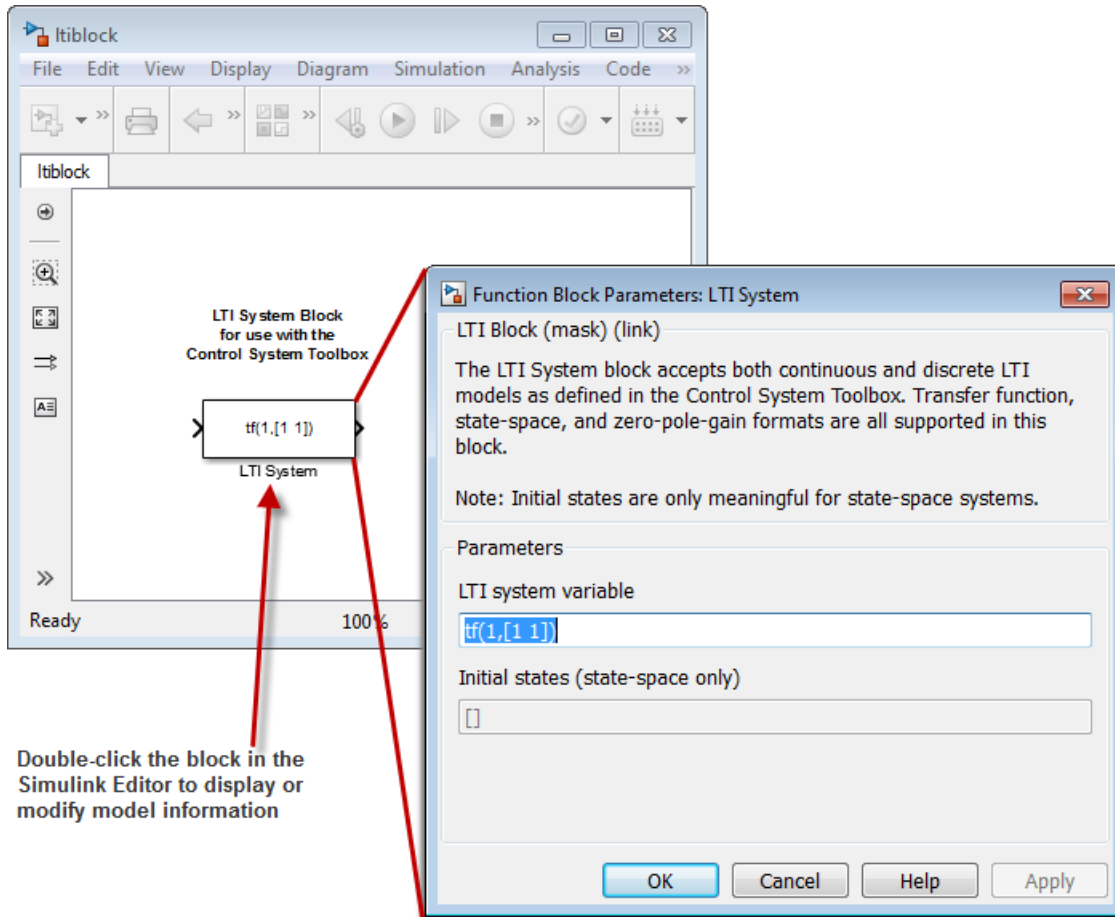 ltiblock
File Edit View Display Diagram Simulation Analysis Code »
» » » »
ltiblock
LTI System Block
for use with the
Control System Toolbox
tf(1,[1 1])
LTI System
»
Ready 100%
Double-click the block in the
Simulink Editor to display or
modify model information
Function Block Parameters: LTI System
LTI Block (mask) (link)
The LTI System block accepts both continuous and discrete LTI
models as defined in the Control System Toolbox. Transfer function,
state-space, and zero-pole-gain formats are all supported in this
block.
Note: Initial states are only meaningful for state-space systems.
Parameters
LTI system variable
tf(1,[1 1])
Initial states (state-space only)
[]
OK Cancel Help Apply